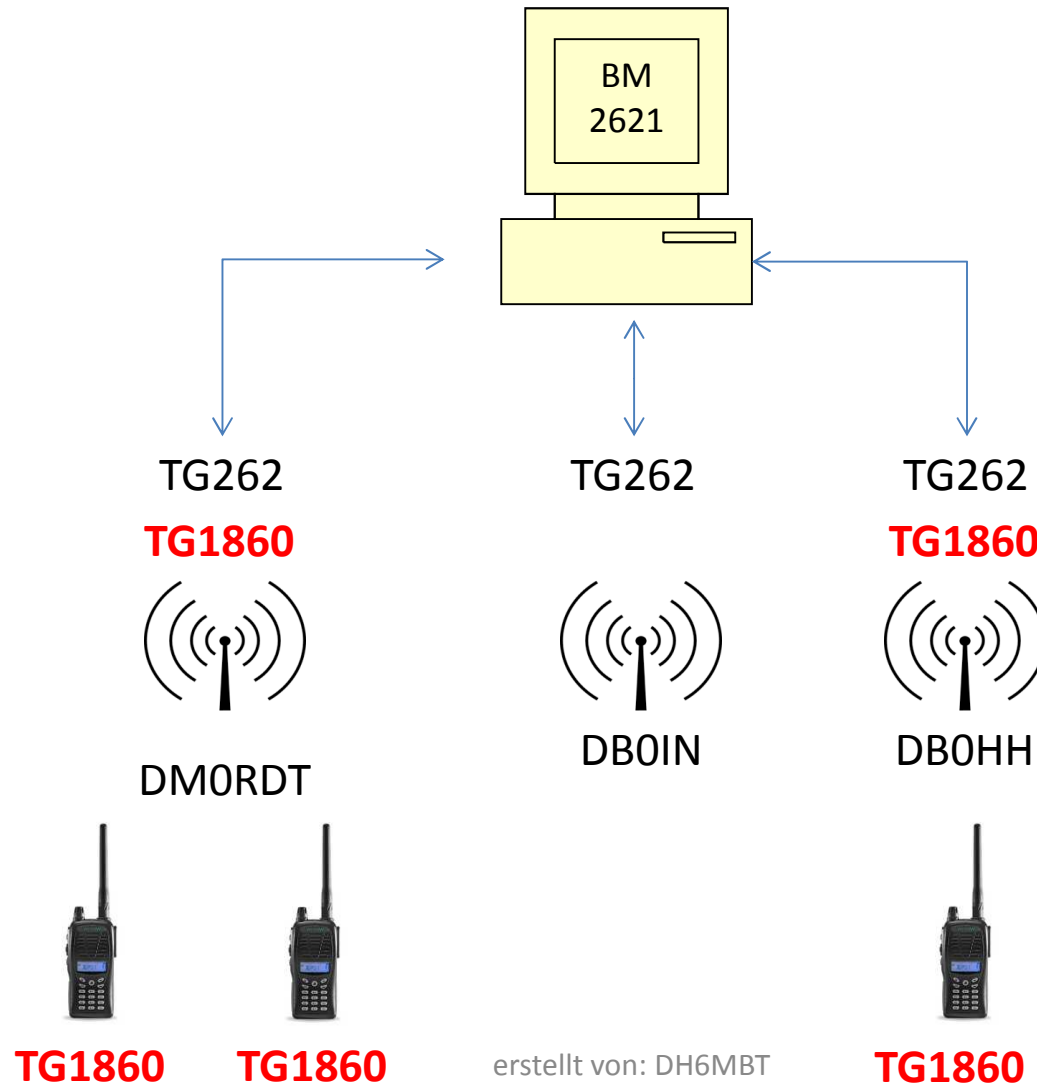 BM
2621
TG262 TG262 TG262
TG1860 TG1860
DB0IN DB0HH
DM0RDT
TG1860 TG1860 erstellt von: DH6MBT TG1860